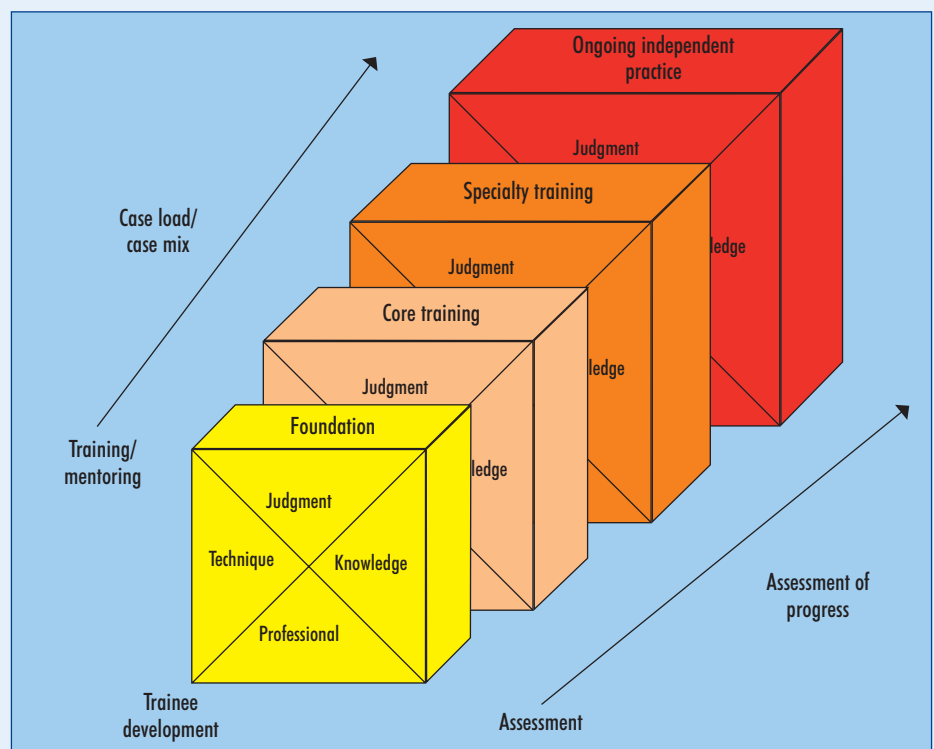 Ongoing independent
practice
Judgment
ledge
Specialty training
Judgment
ledge
Core training
Judgment
ledge
Foundation
Judgment
Technique
Knowledge
Professional
Case load/
case mix
Training/
mentoring
Trainee
development
Assessment
Assessment of
progress